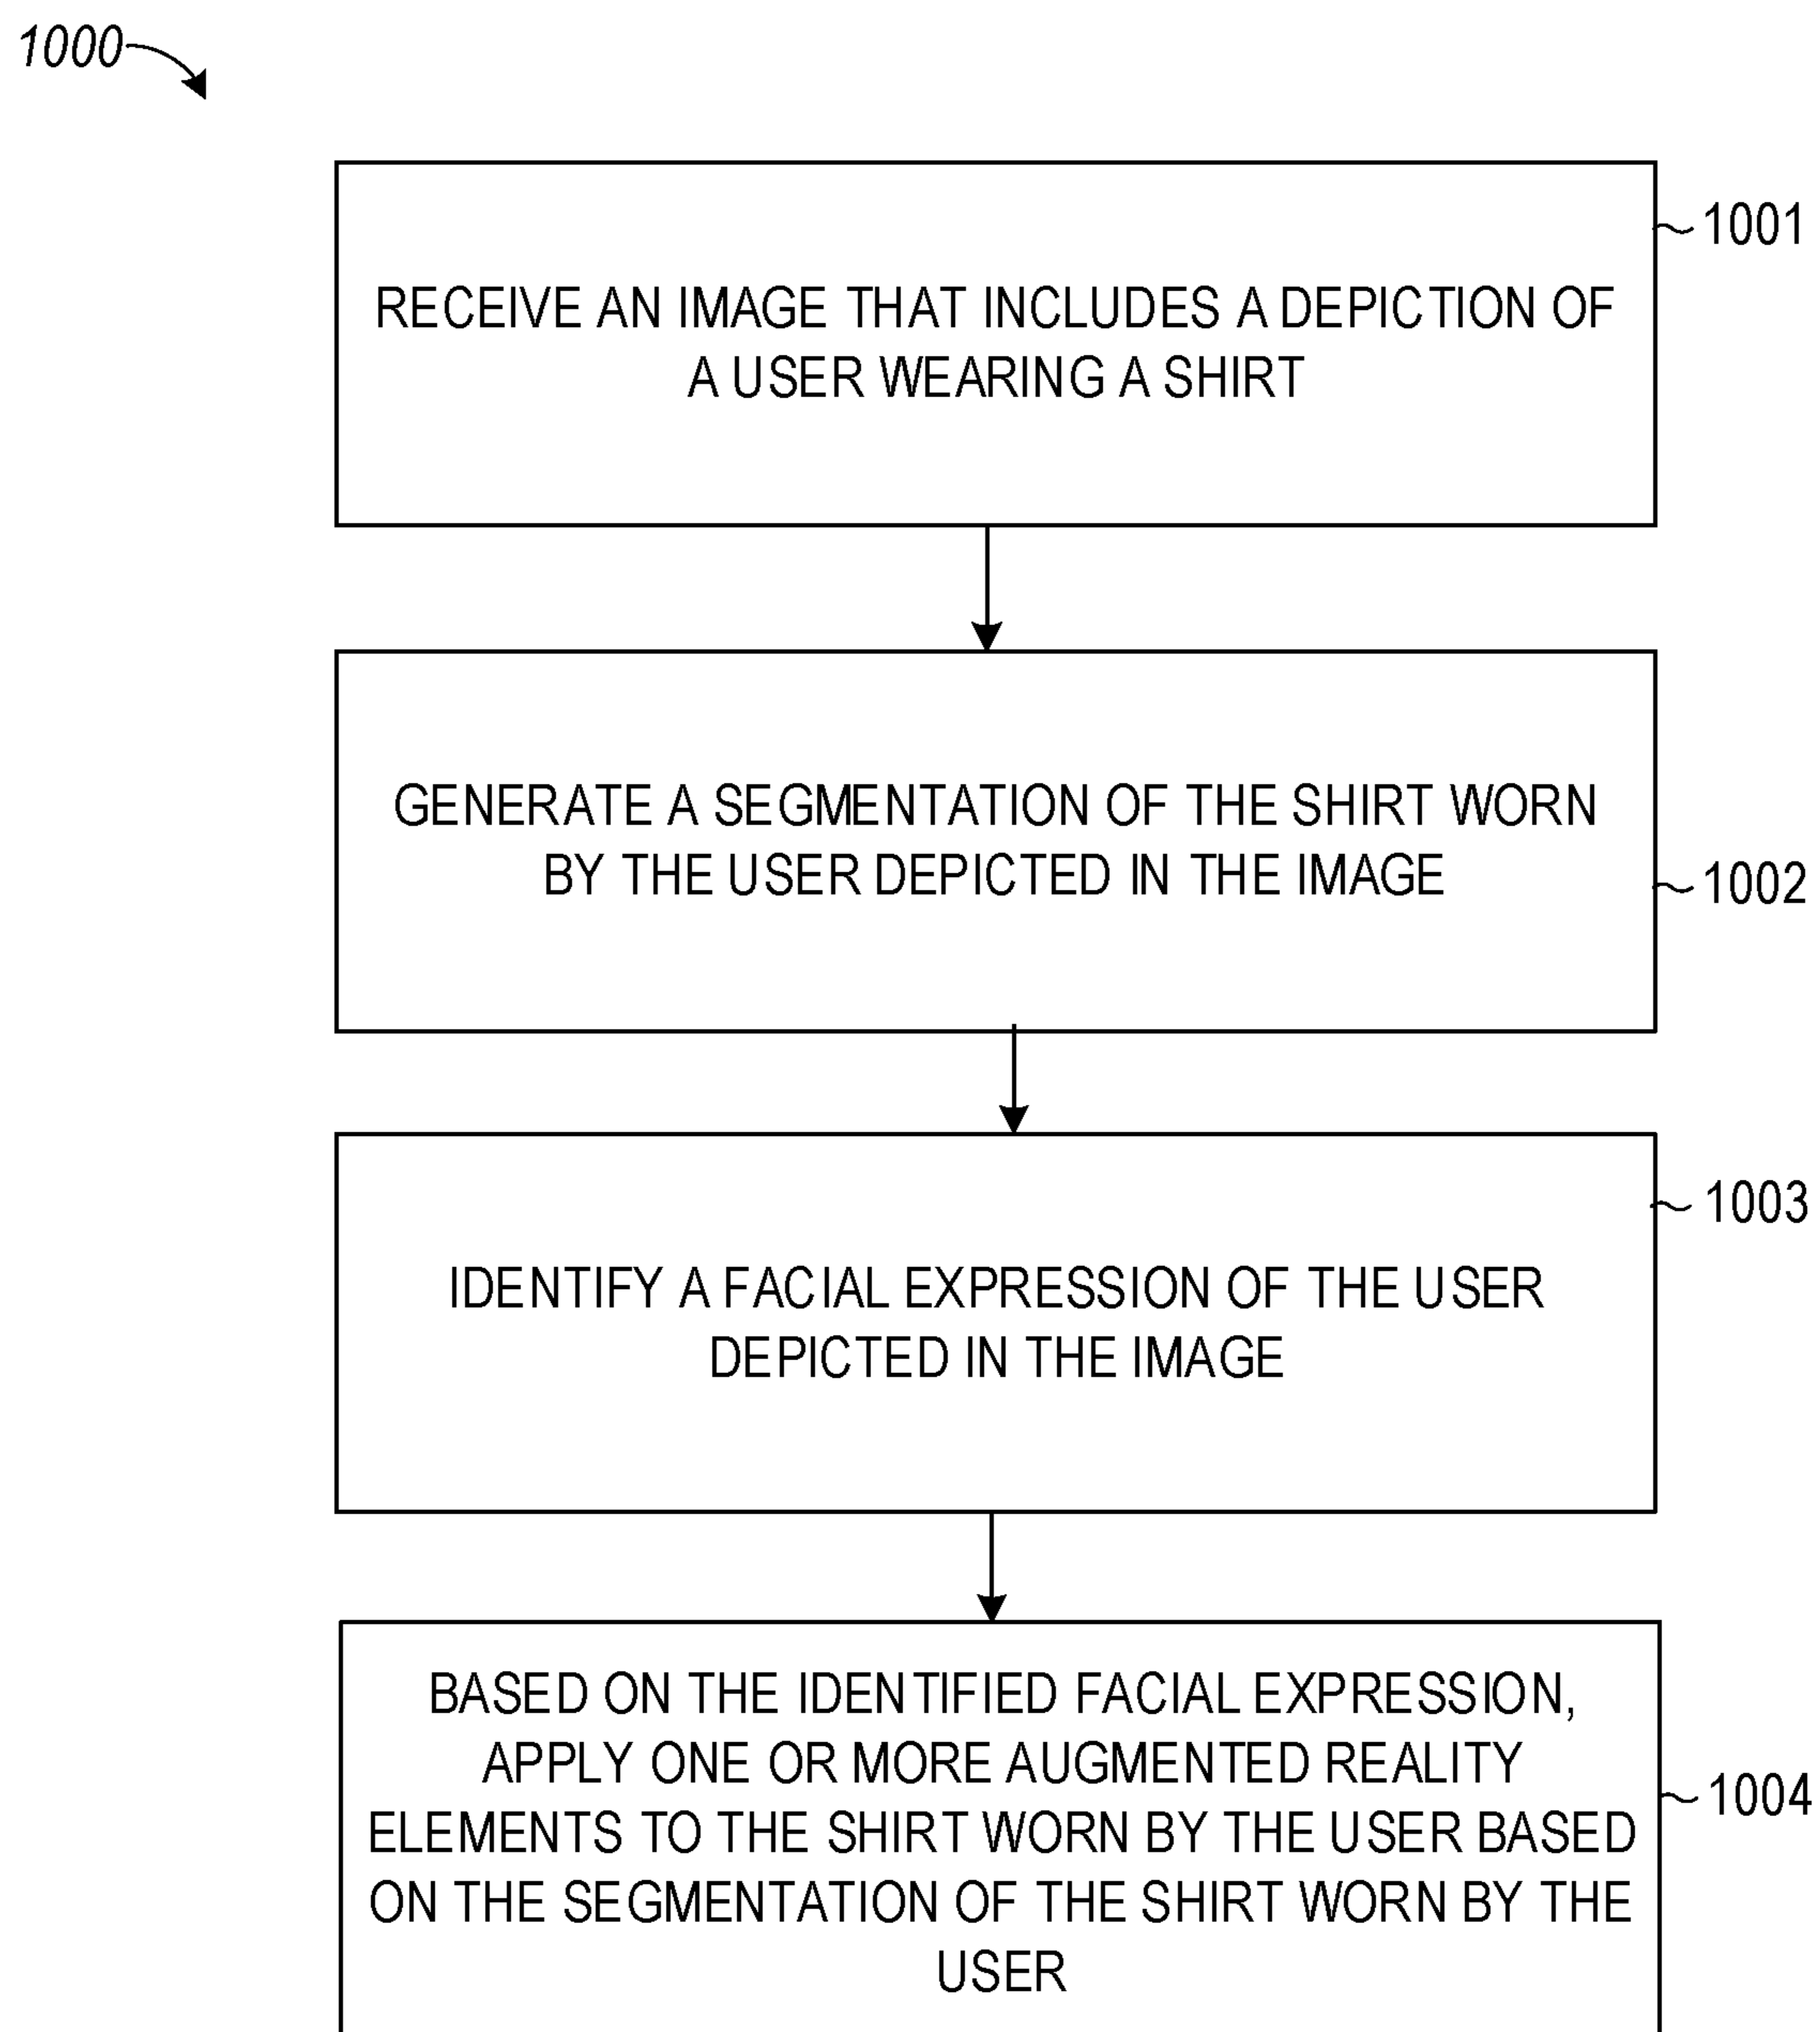 1000
1001
RECEIVE AN IMAGE THAT INCLUDES A DEPICTION OF
A USER WEARING A SHIRT
GENERATE A SEGMENTATION OF THE SHIRT WORN
BY THE USER DEPICTED IN THE IMAGE
1002
1003
IDENTIFY A FACIAL EXPRESSION OF THE USER
DEPICTED IN THE IMAGE
BASED ON THE IDENTIFIED FACIAL EXPRESSION,
APPLY ONE OR MORE AUGMENTED REALITY
1004
ELEMENTS TO THE SHIRT WORN BY THE USER BASED
ON THE SEGMENTATION OF THE SHIRT WORN BY THE
USER